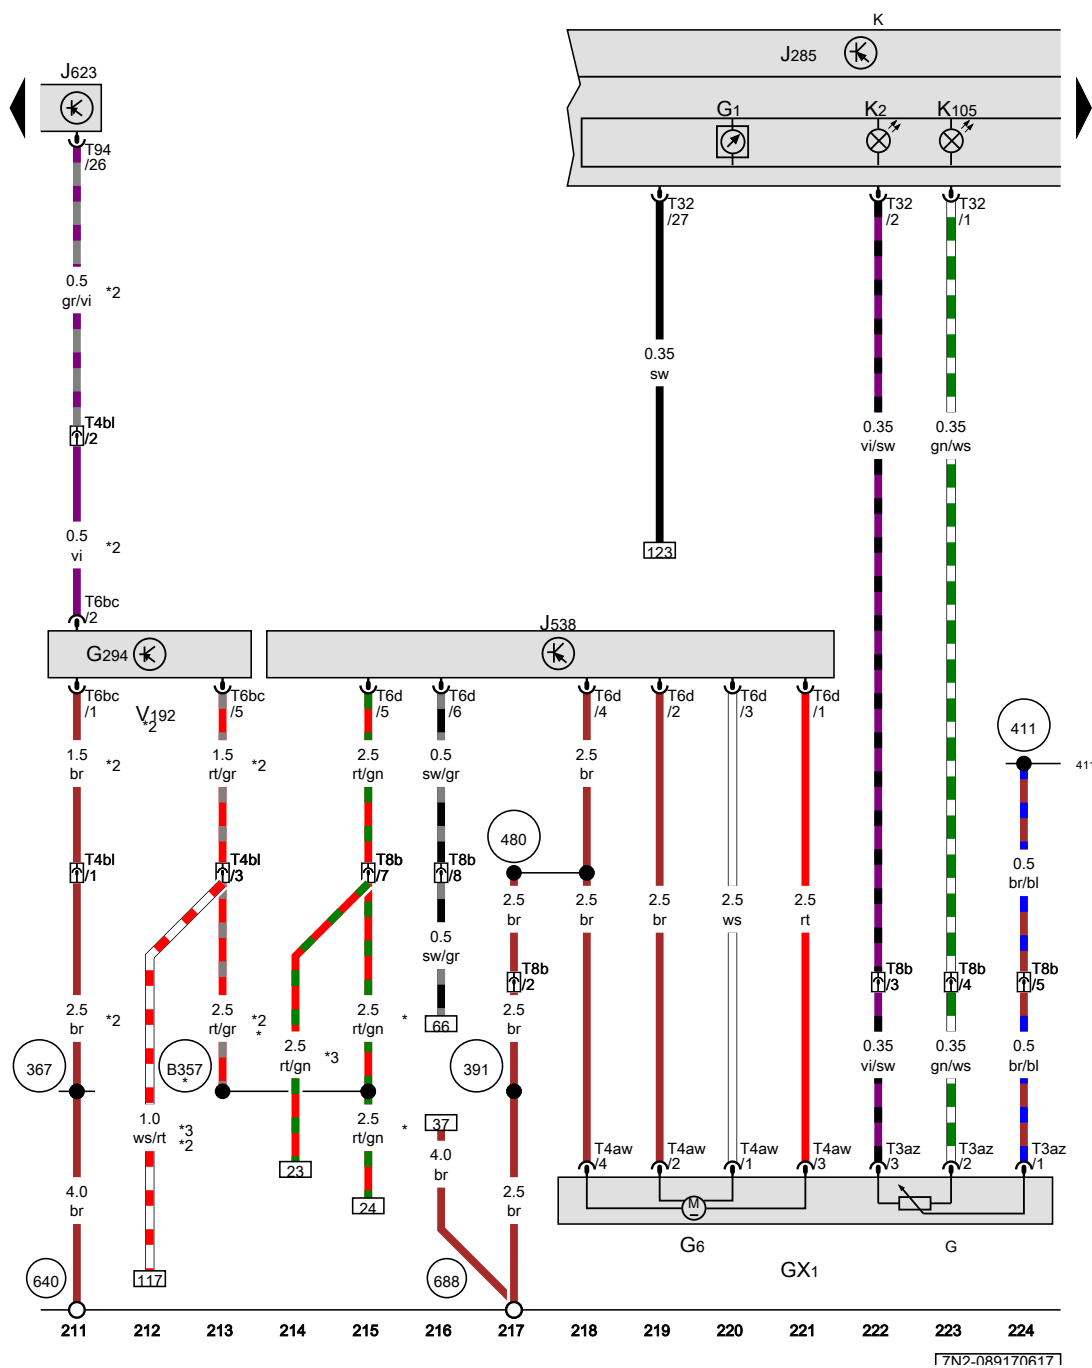 K
J285
J623
G1
K2
K105
T94
/26
T32
/27
T32
/2
T32
/1
0.5
gr/vi
*2
0.35
sw
T4bl
/2
0.35
vi/sw
0.35
gn/ws
0.5
vi
*2
123
T6bc
/2
J538
G294
T6bc
/1
V192
*2
T6bc
/5
T6d
/5
T6d
/6
T6d
/4
T6d
/2
T6d
/3
T6d
/1
411
411
1.5
br
*2
1.5
rt/gr
*2
2.5
rt/gn
0.5
sw/gr
2.5
br
480
T4bl
/1
T4bl
/3
T8b
/7
T8b
/8
0.5
br/bl
2.5
br
2.5
br
2.5
br
2.5
ws
2.5
rt
0.5
sw/gr
T8b
/2
T8b
/3
T8b
/4
T8b
/5
2.5
br
*2
2.5
rt/gr
*2
*
2.5
rt/gn
*3
2.5
rt/gn
*
66
2.5
br
0.35
vi/sw
0.35
gn/ws
0.5
br/bl
367
B357
*
391
1.0
ws/rt
*3
*2
2.5
rt/gn
*
37
4.0
br
23
T4aw
/4
T4aw
/2
T4aw
/1
T4aw
/3
T3az
/3
T3az
/2
T3az
/1
4.0
br
24
2.5
br
M
G6
G
GX1
640
117
688
211 212 213 214 215 216 217 218 219 220 221 222 223 224
7N2-089170617